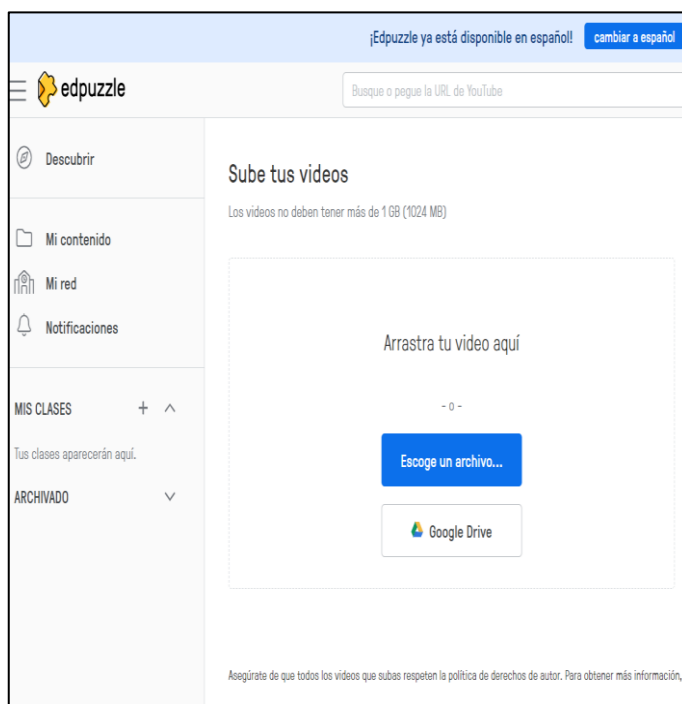 ¡Edpuzzle ya está disponible en español! cambiar a español
edpuzzle
Busque o pegue la URL de YouTube
Descubrir
Mi contenido
Mi red
Notificaciones
MIS CLASES
Tus clases aparecerán aquí.
ARCHIVADO
Sube tus videos
Los videos no deben tener más de 1 GB (1024 MB)
Arrastra tu video aquí
- o -
Escoge un archivo...
Google Drive
Asegúrate de que todos los videos que subas respeten la política de derechos de autor. Para obtener más información,